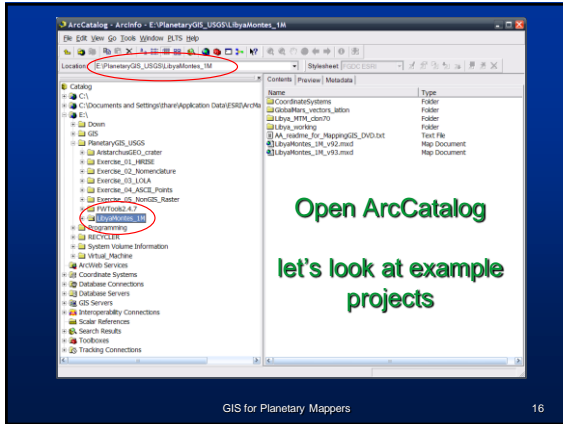 ArcCatalog - ArcInfo - E:\PlanetaryGIS_USGS\LibyaMontes_1M
File Edit View Go Tools Window PLTS Help
Location: E:\PlanetaryGIS_USGS\LibyaMontes_1M
Stylesheet: FGDC ESRI
Catalog
C:\
C:\Documents and Settings\thare\Application Data\ESRI\ArcMa
E:\
Down
GIS
PlanetaryGIS_USGS
AristarchusGEO_crater
Exercise_01_HIRISE
Exercise_02_Nomenclature
Exercise_03_LOLA
Exercise_04_ASCII_Points
Exercise_05_NonGIS_Raster
FWTools2.4.7
LibyaMontes_1M
Programming
RECYCLER
System Volume Information
Virtual_Machine
ArcWeb Services
Coordinate Systems
Database Connections
Database Servers
GIS Servers
Interoperability Connections
Scalar References
Search Results
Toolboxes
Tracking Connections
Contents Preview Metadata
Name Type
CoordinateSystems Folder
GlobalMars_vectors_latlon Folder
Libya_MTM_clon70 Folder
Libya_working Folder
AA_readme_for_MappingGIS_DVD.txt Text File
LibyaMontes_1M_v92.mxd Map Document
LibyaMontes_1M_v93.mxd Map Document
Open ArcCatalog
let's look at example
projects
GIS for Planetary Mappers
16